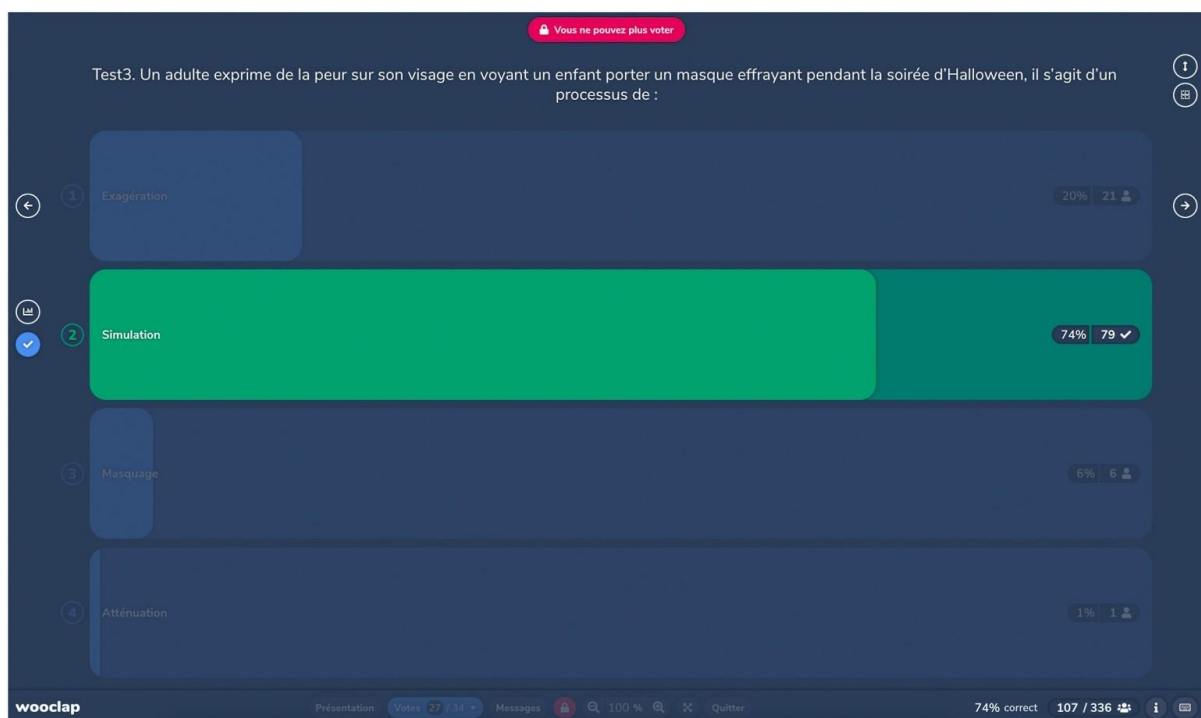 Vous ne pouvez plus voter
Test3. Un adulte exprime de la peur sur son visage en voyant un enfant porter un masque effrayant pendant la soirée d'Halloween, il s'agit d'un
processus de :
1 Exagération 20% 21
2 Simulation 74% 79
3 Masquage 6% 6
4 Atténuation 1% 1
wooclap Présentation Votes 27 / 34 Messages 100 % Quitter 74% correct 107 / 336